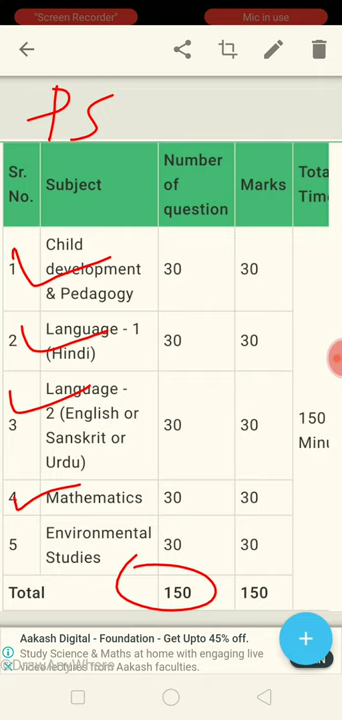 "Screen Recorder"
Mic in use
PS
Sr. No.
Subject
Number of question
Marks
Tota Time
1
Child development & Pedagogy
30
30
2
Language - 1 (Hindi)
30
30
3
Language - 2 (English or Sanskrit or Urdu)
30
30
150 Minu
4
Mathematics
30
30
5
Environmental Studies
30
30
Total
150
150
Aakash Digital - Foundation - Get Upto 45% off.
Study Science & Maths at home with engaging live
video lectures from Aakash faculties.
@DrawAnyWhere